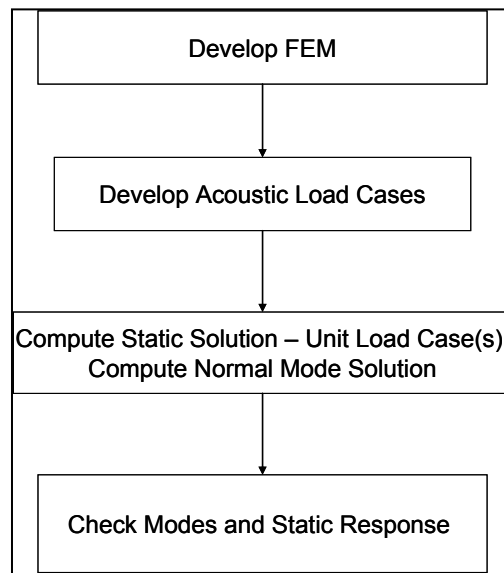 Develop FEM
Develop Acoustic Load Cases
Compute Static Solution – Unit Load Case(s)
Compute Normal Mode Solution
Check Modes and Static Response